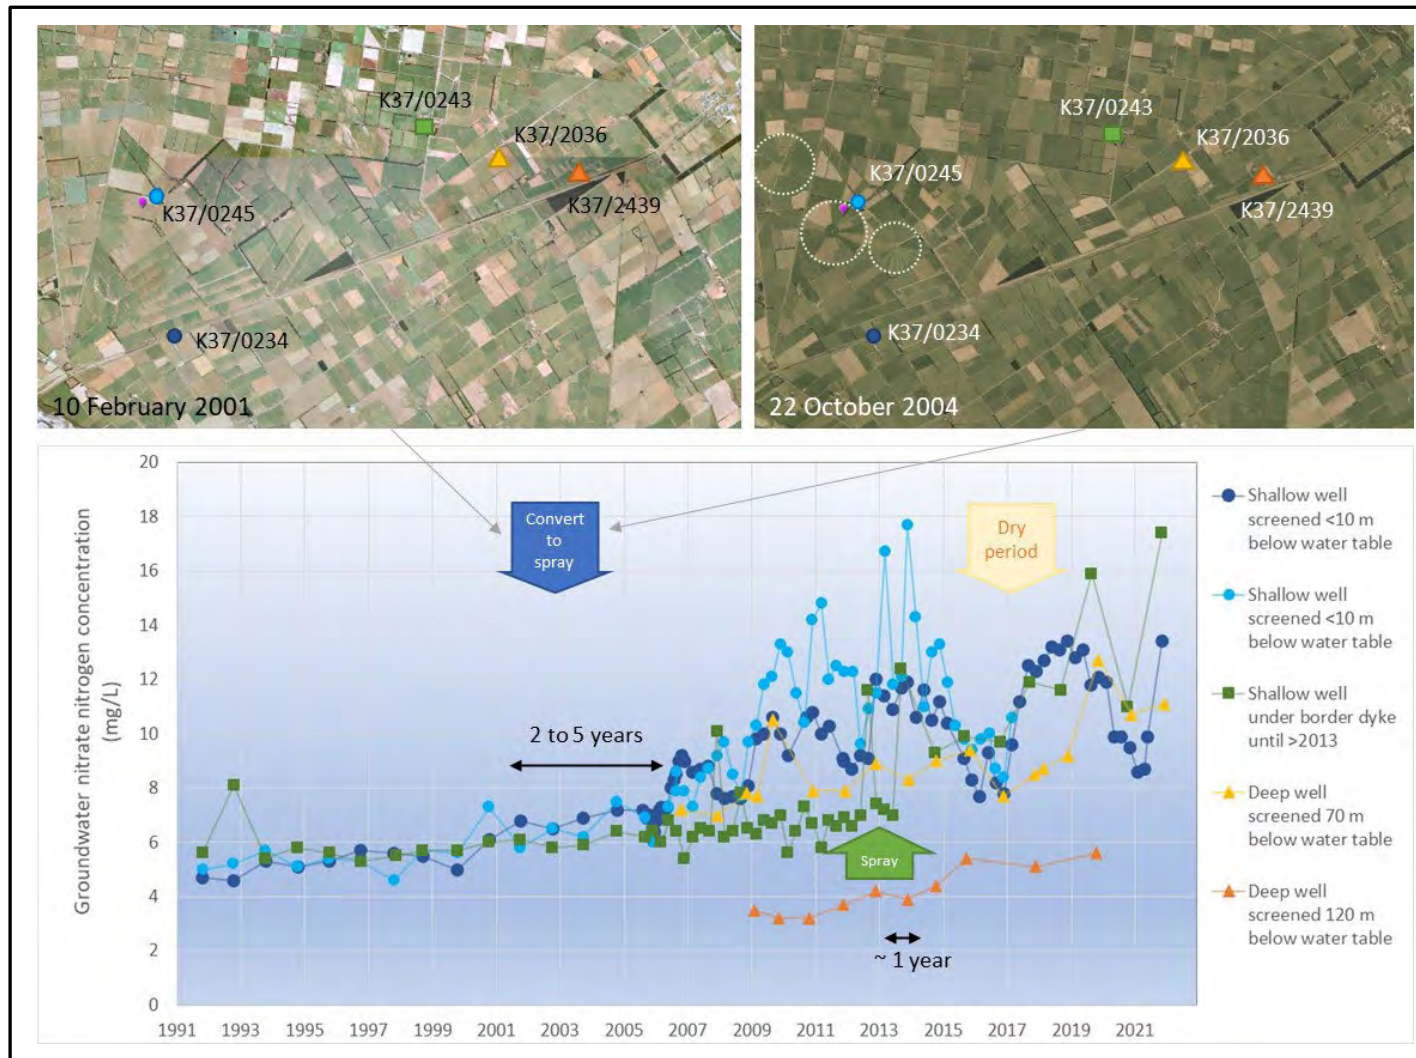 K37/0243
K37/2036
K37/0245
K37/2439
K37/0234
10 February 2001
K37/0243
K37/2036
K37/0245
K37/2439
K37/0234
22 October 2004
Groundwater nitrate nitrogen concentration
(mg/L)
20
18
16
14
12
10
8
6
4
2
0
Convert
to
spray
Dry
period
2 to 5 years
Spray
~ 1 year
1991 1993 1995 1997 1999 2001 2003 2005 2007 2009 2011 2013 2015 2017 2019 2021
Shallow well
screened <10 m
below water table
Shallow well
screened <10 m
below water table
Shallow well
under border dyke
until >2013
Deep well
screened 70 m
below water table
Deep well
screened 120 m
below water table